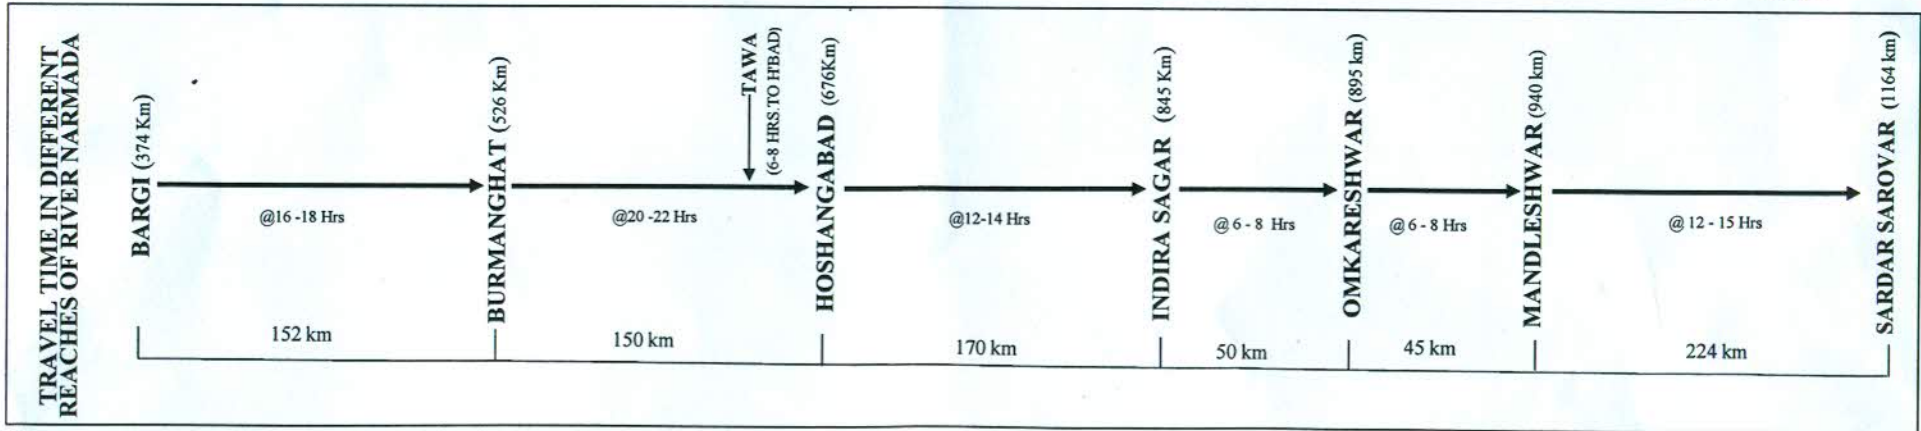 TRAVEL TIME IN DIFFERENT
REACHES OF RIVER NARMADA
BARGI (374 Km)
@16 -18 Hrs
BURMANGHAT (526 Km)
@20 -22 Hrs
TAWA
(6-8 HRS.TO H'BAD)
HOSHANGABAD (676Km)
@12-14 Hrs
INDIRA SAGAR (845 Km)
@ 6 - 8 Hrs
OMKARESHWAR (895 km)
@ 6 - 8 Hrs
MANDLESHWAR (940 km)
@ 12 - 15 Hrs
SARDAR SAROVAR (1164 km)
152 km
150 km
170 km
50 km
45 km
224 km